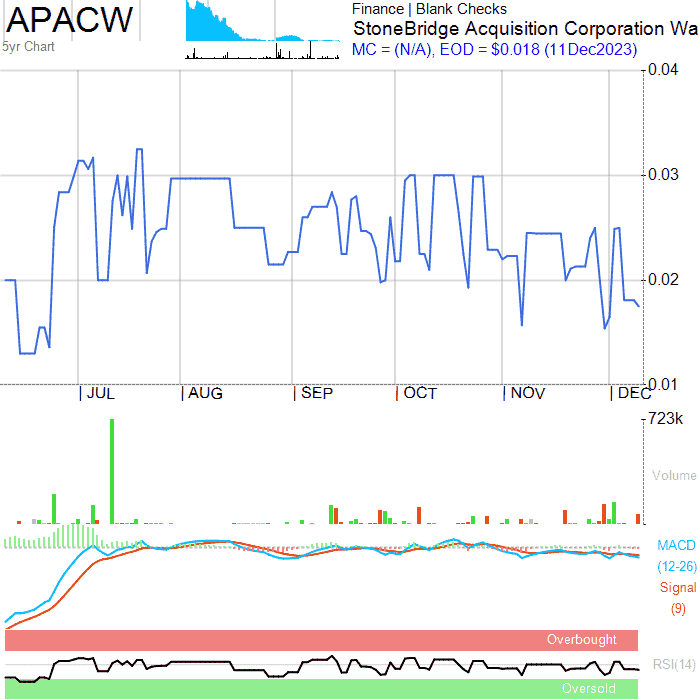 APACW
5yr Chart
Finance | Blank Checks
StoneBridge Acquisition Corporation Wa
MC = (N/A), EOD = $0.018 (11Dec2023)
0.04
0.03
0.02
0.01
JUL AUG SEP OCT NOV DEC
723k
Volume
MACD
(12-26)
Signal
(9)
Overbought
RSI(14)
Oversold